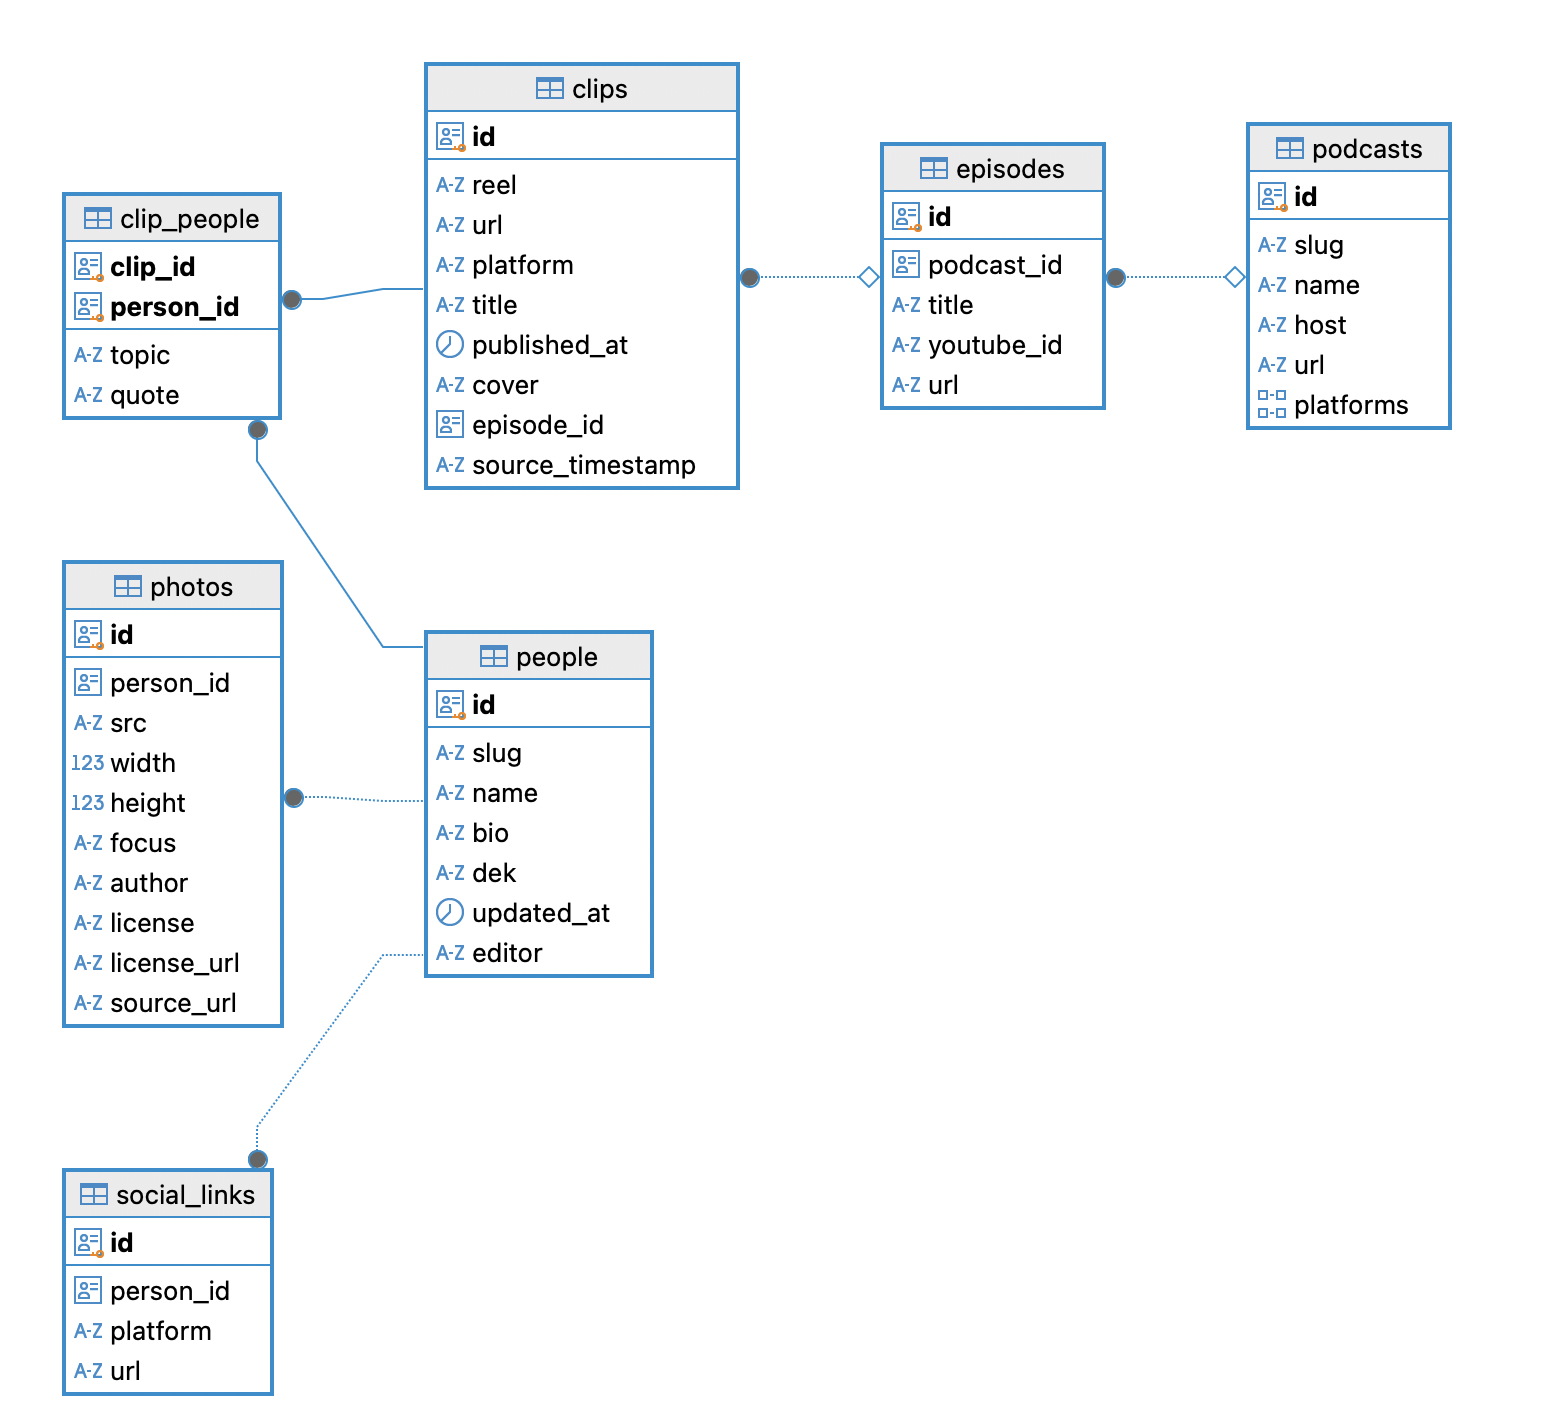 clips
id
A-Z reel
A-Z url
A-Z platform
A-Z title
published_at
A-Z cover
episode_id
A-Z source_timestamp
episodes
id
podcast_id
A-Z title
A-Z youtube_id
A-Z url
podcasts
id
A-Z slug
A-Z name
A-Z host
A-Z url
platforms
clip_people
clip_id
person_id
A-Z topic
A-Z quote
photos
id
person_id
A-Z src
123 width
123 height
A-Z focus
A-Z author
A-Z license
A-Z license_url
A-Z source_url
people
id
A-Z slug
A-Z name
A-Z bio
A-Z dek
updated_at
A-Z editor
social_links
id
person_id
A-Z platform
A-Z url